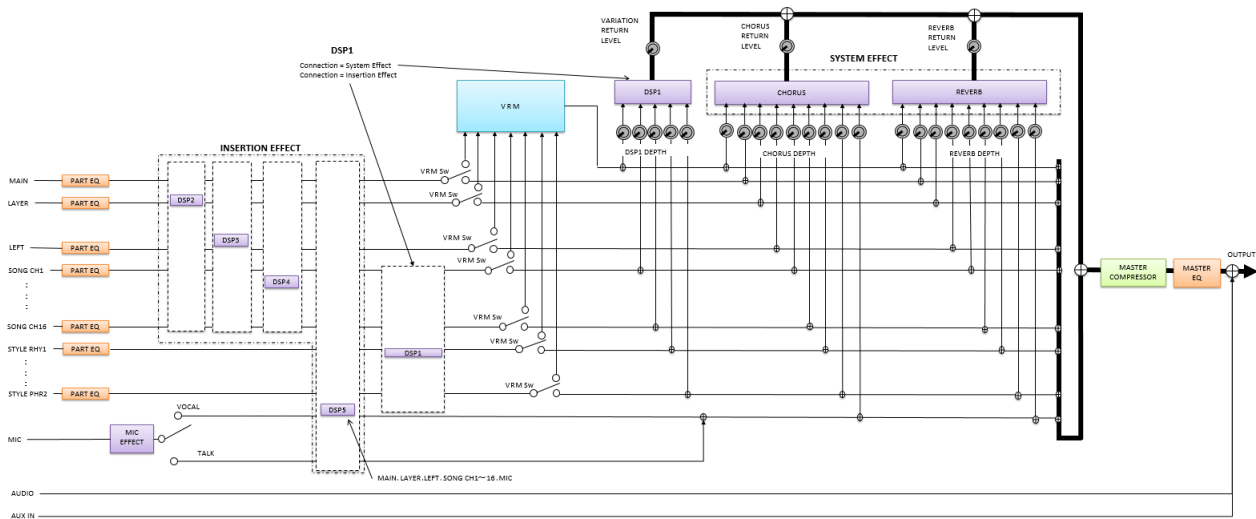 VARIATION
RETURN
LEVEL
CHORUS
RETURN
LEVEL
REVERB
RETURN
LEVEL
DSP1
Connection = System Effect
Connection = Insertion Effect
SYSTEM EFFECT
VRM
DSP1
CHORUS
REVERB
DSP1 DEPTH
CHORUS DEPTH
REVERB DEPTH
INSERTION EFFECT
MAIN
PART EQ
VRM Sw
LAYER
PART EQ
DSP2
VRM Sw
LEFT
PART EQ
DSP3
VRM Sw
SONG CH1
PART EQ
DSP4
VRM Sw
OUTPUT
MASTER
COMPRESSOR
MASTER
EQ
SONG CH16
PART EQ
VRM Sw
STYLE RHY1
PART EQ
DSP1
VRM Sw
STYLE PHR2
PART EQ
VRM Sw
VOCAL
DSP5
MIC
MIC
EFFECT
TALK
MAIN. LAYER. LEFT. SONG CH1～16. MIC
AUDIO
AUX IN